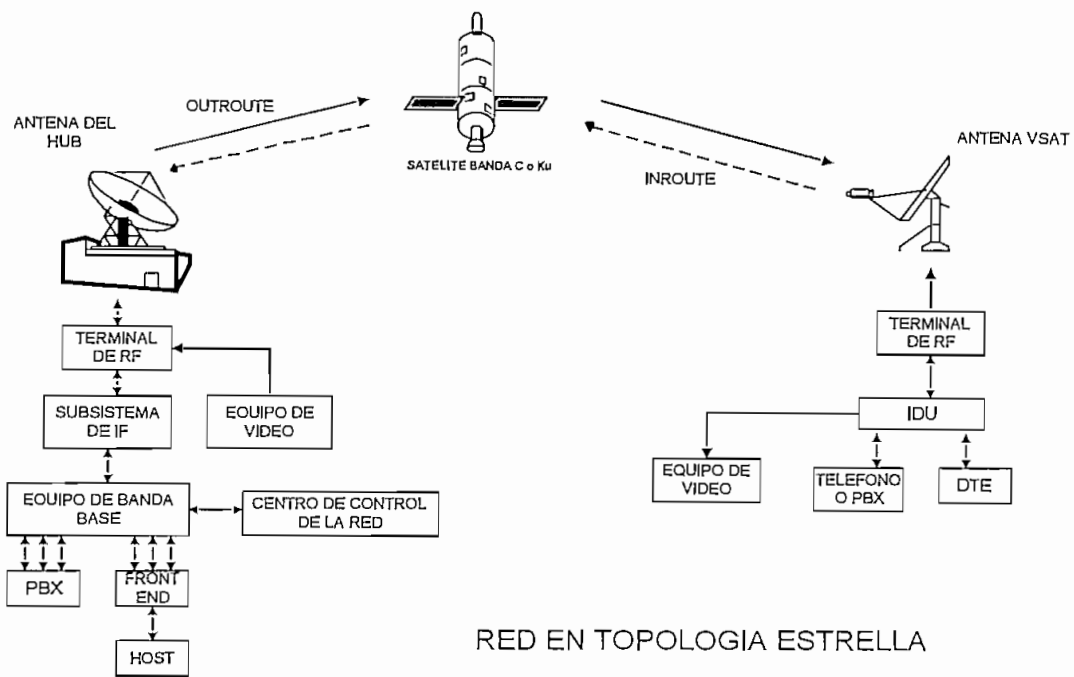 OUTROUTE
ANTENA DEL
HUB
SATELITE BANDA C o Ku
INROUTE
ANTENA VSAT
TERMINAL
DE RF
SUBSISTEMA
DE IF
EQUIPO DE
VIDEO
EQUIPO DE BANDA
BASE
CENTRO DE CONTROL
DE LA RED
PBX
FRONT
END
HOST
TERMINAL
DE RF
IDU
EQUIPO DE
VIDEO
TELEFONO
O PBX
DTE
RED EN TOPOLOGIA ESTRELLA